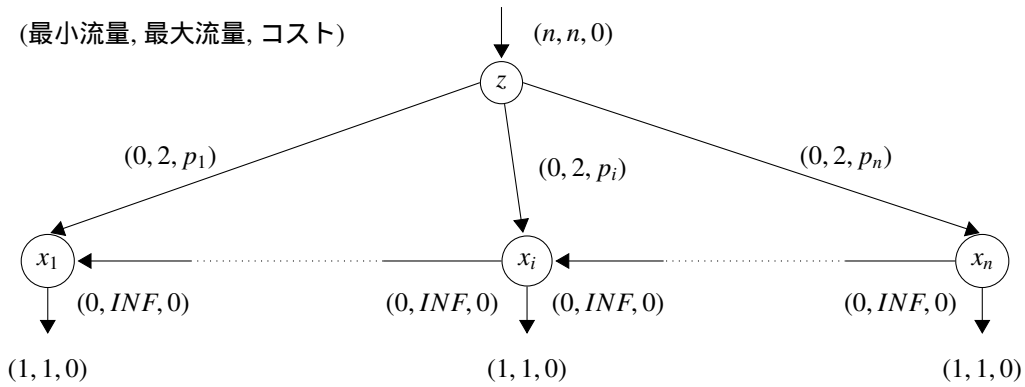 (最小流量, 最大流量, コスト)
(n, n, 0)
z
(0, 2, p₁)
(0, 2, pᵢ)
(0, 2, pₙ)
x₁
xᵢ
xₙ
(0, INF, 0)
(0, INF, 0)
(0, INF, 0)
(0, INF, 0)
(1, 1, 0)
(1, 1, 0)
(1, 1, 0)